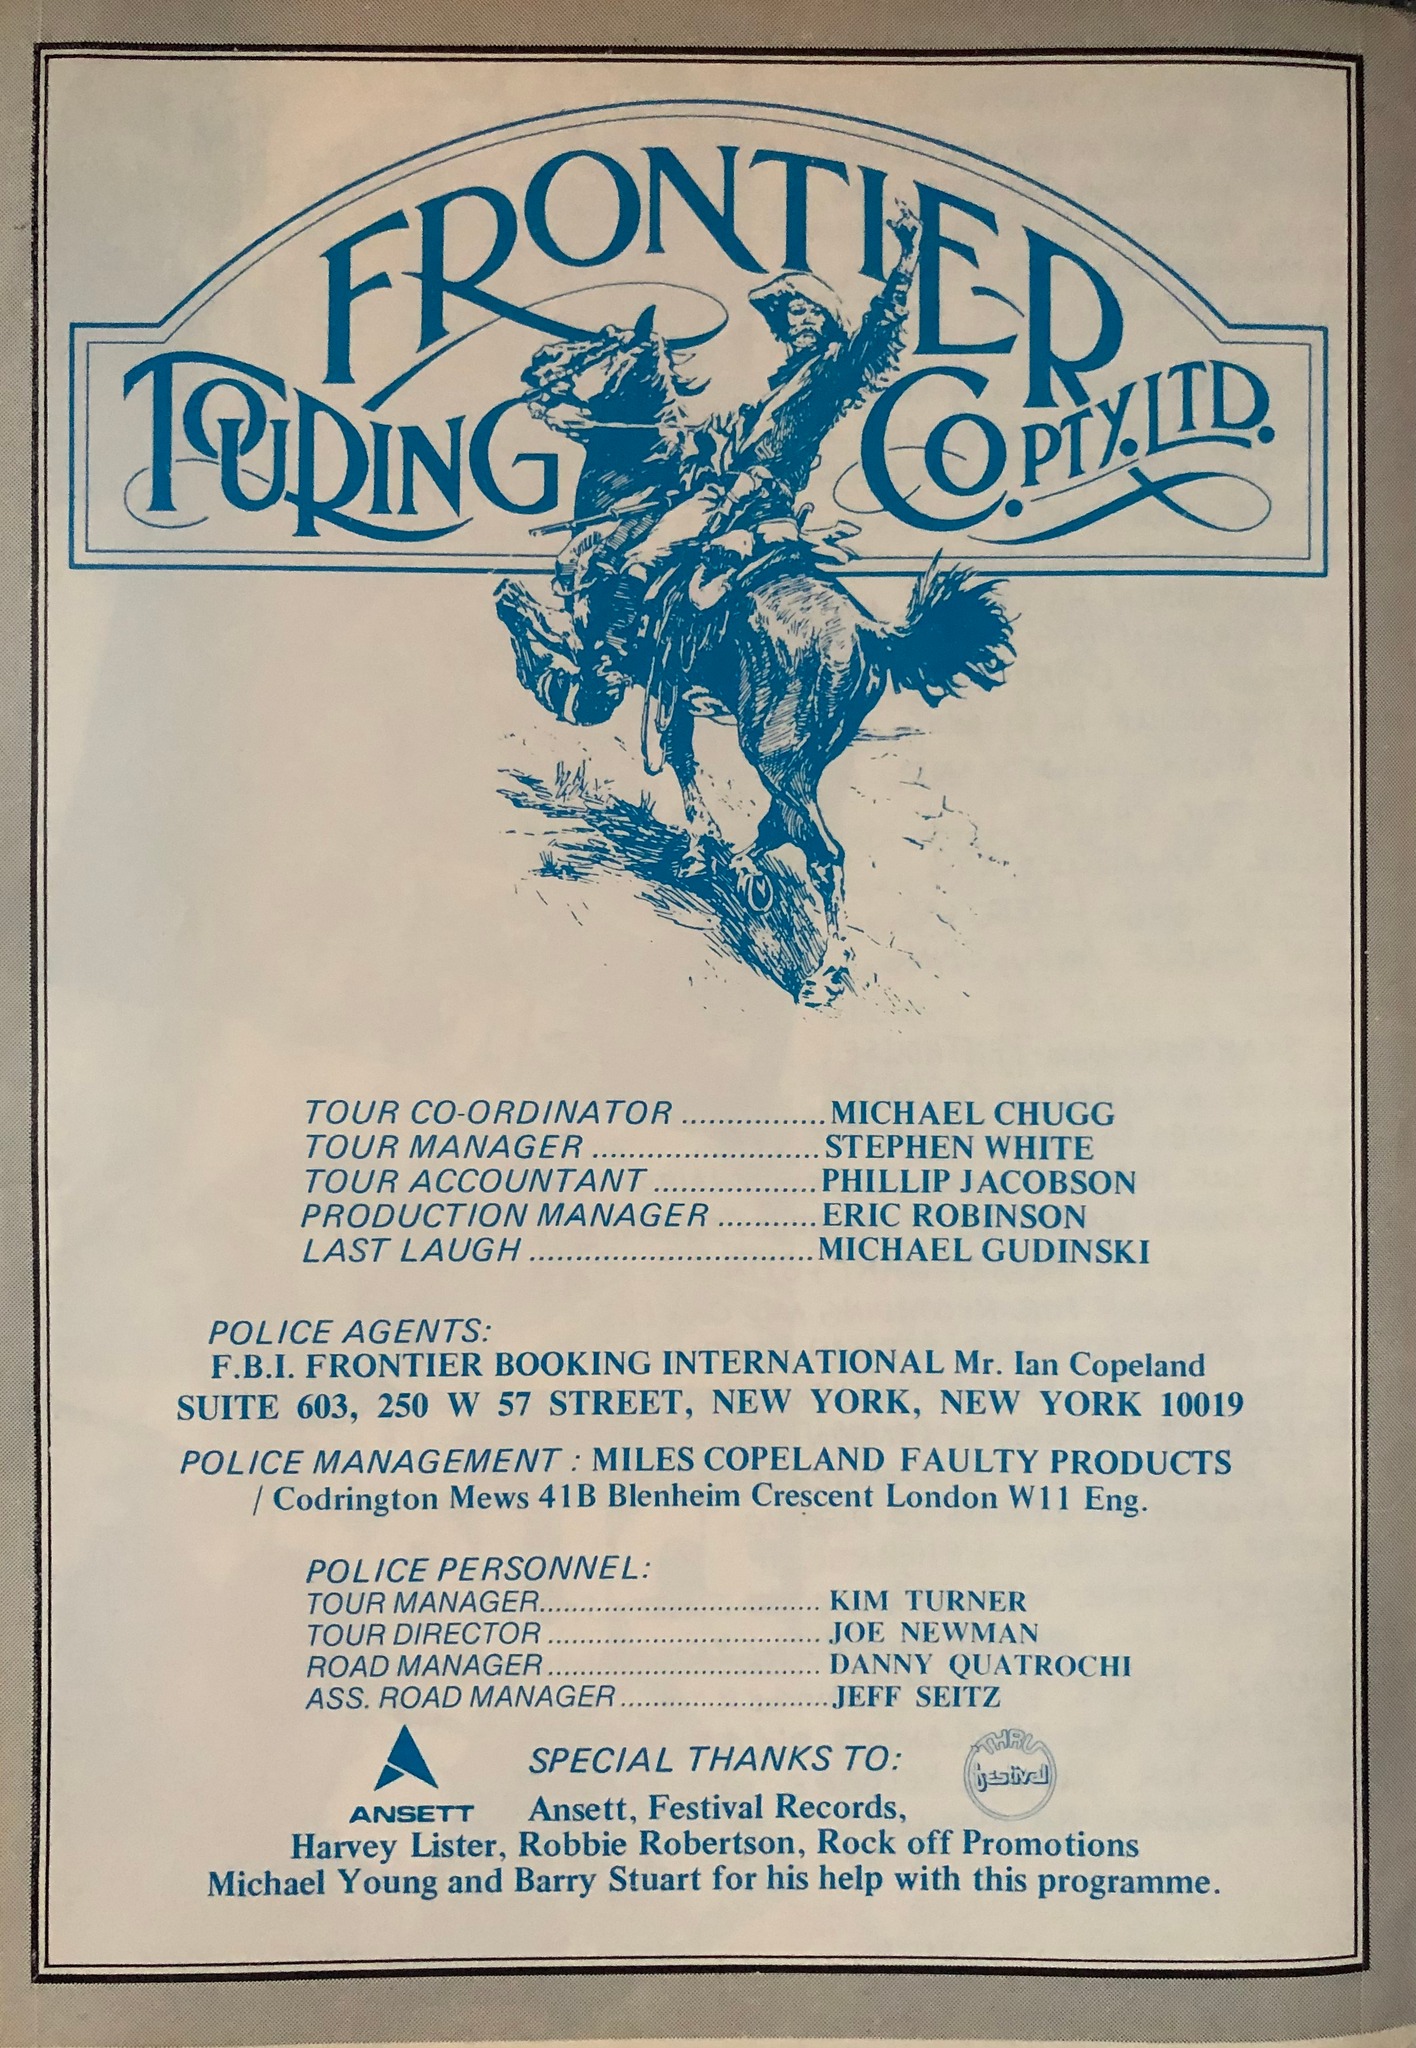 FRONTIER
TOURING CO. PTY. LTD.
TOUR CO-ORDINATOR ................MICHAEL CHUGG
TOUR MANAGER .........................STEPHEN WHITE
TOUR ACCOUNTANT ..................PHILLIP JACOBSON
PRODUCTION MANAGER ...........ERIC ROBINSON
LAST LAUGH ...............................MICHAEL GUDINSKI
POLICE AGENTS:
F.B.I. FRONTIER BOOKING INTERNATIONAL Mr. Ian Copeland
SUITE 603, 250 W 57 STREET, NEW YORK, NEW YORK 10019
POLICE MANAGEMENT : MILES COPELAND FAULTY PRODUCTS
/ Codrington Mews 41B Blenheim Crescent London W11 Eng.
POLICE PERSONNEL:
TOUR MANAGER.................................. KIM TURNER
TOUR DIRECTOR ................................. JOE NEWMAN
ROAD MANAGER................................. DANNY QUATROCHI
ASS. ROAD MANAGER.........................JEFF SEITZ
SPECIAL THANKS TO:
THRU
festival
ANSETT
Ansett, Festival Records,
Harvey Lister, Robbie Robertson, Rock off Promotions
Michael Young and Barry Stuart for his help with this programme.